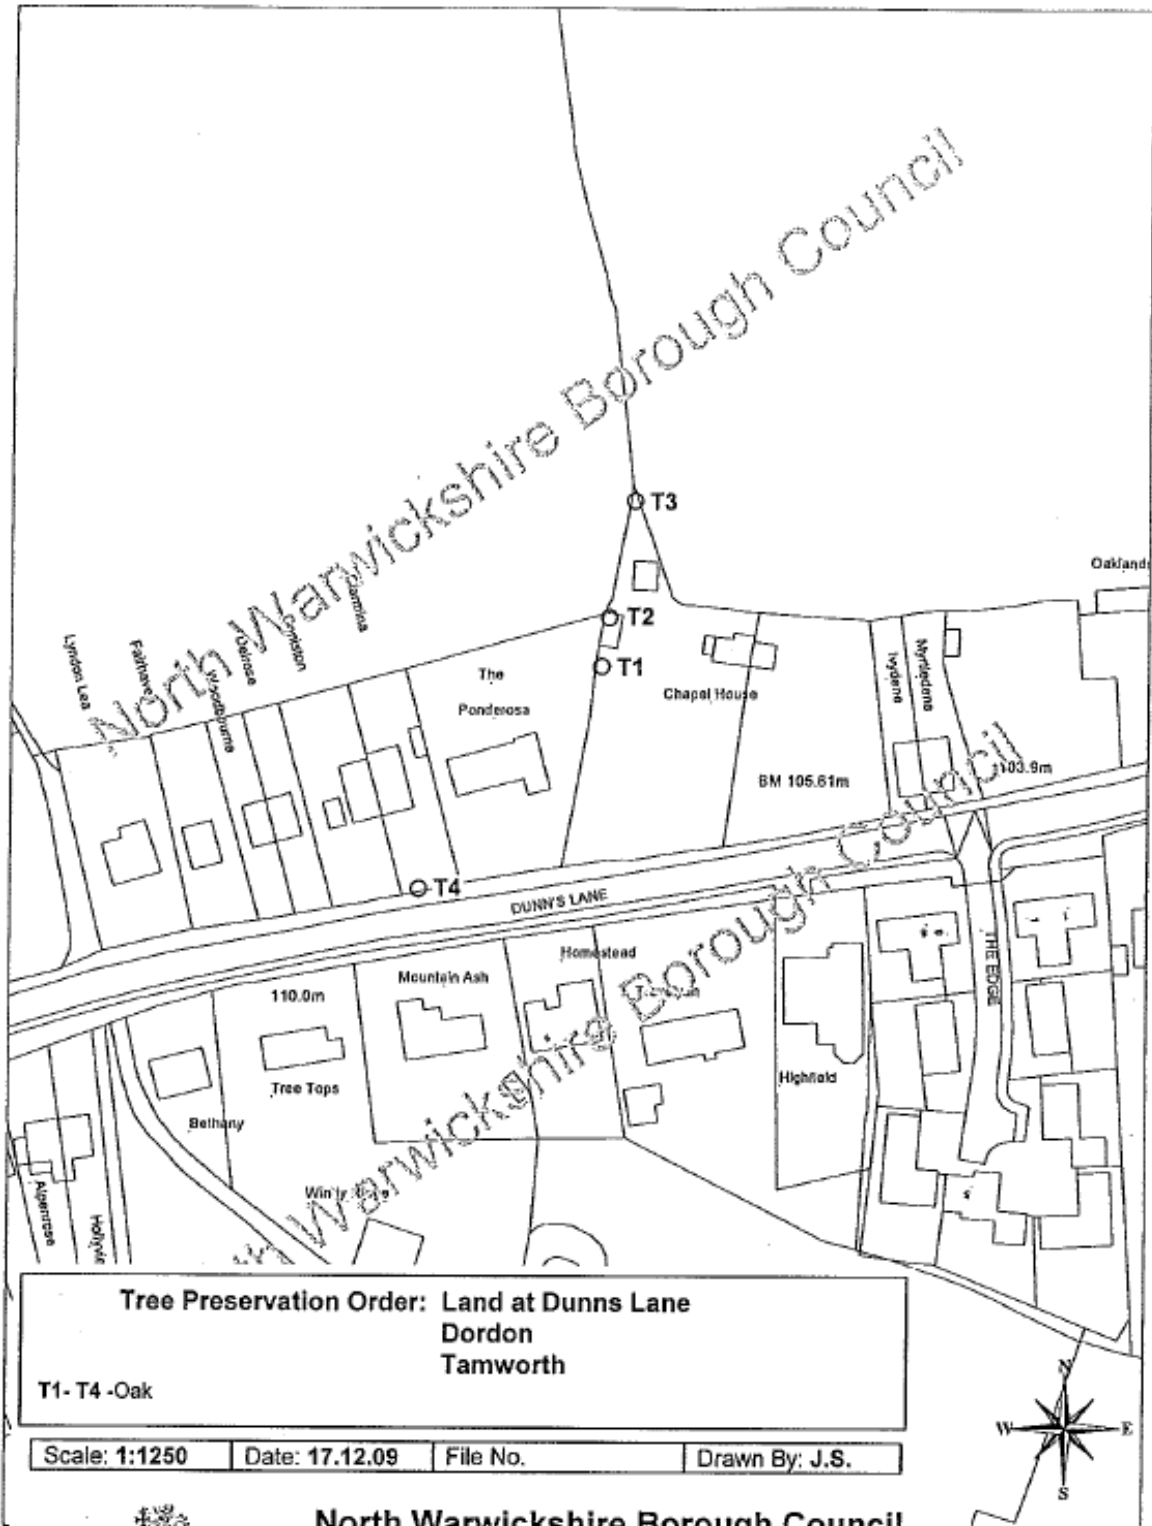 North Warwickshire Borough Council
T3
Oaklands
T2
T1
Lyndon Lea
Fairhaven
Woodbourne
Delrose
The
Ponderosa
Chapel House
Ivydene
Myrtledene
BM 105.61m
103.9m
T4
DUNN'S LANE
Homestead
Mountain Ash
110.0m
THE EDGE
Tree Tops
Highfield
Bethany
Alpenrose
Warwickshire Borough Council
Tree Preservation Order: Land at Dunns Lane
Dordon
Tamworth
T1- T4 -Oak
Scale: 1:1250 Date: 17.12.09 File No. Drawn By: J.S.
N
W E
S
North Warwickshire Borough Council